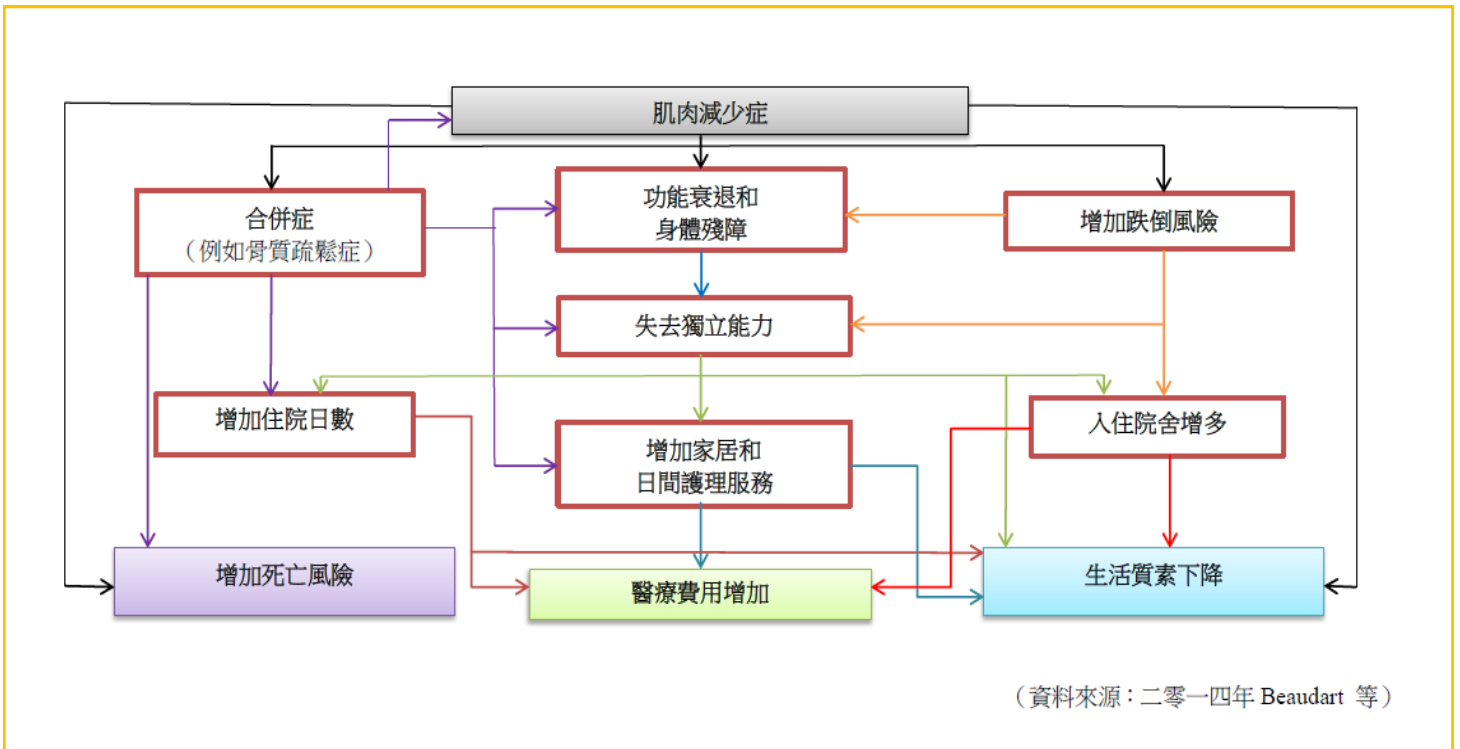 肌肉減少症
合併症
（例如骨質疏鬆症）
功能衰退和
身體殘障
增加跌倒風險
失去獨立能力
增加住院日數
增加家居和
日間護理服務
入住院舍增多
增加死亡風險
醫療費用增加
生活質素下降
（資料來源：二零一四年 Beaudart 等）